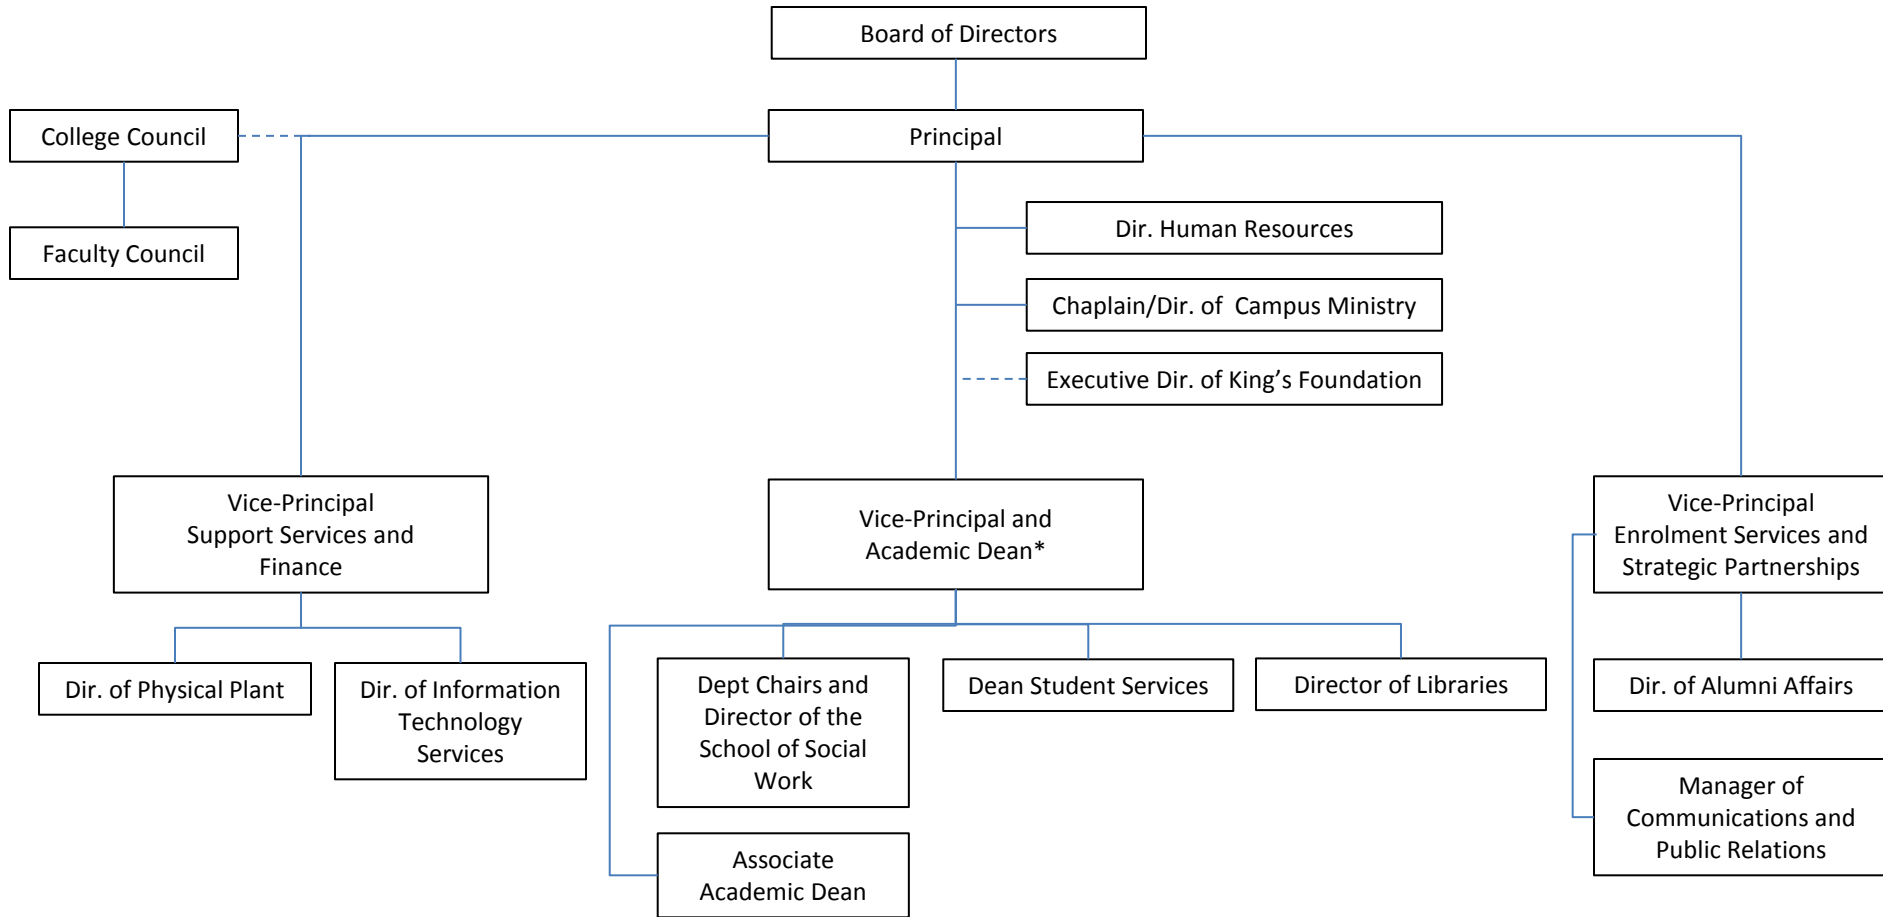 Board of Directors
College Council
Principal
Faculty Council
Dir. Human Resources
Chaplain/Dir. of  Campus Ministry
Executive Dir. of King’s Foundation
Vice-Principal
Support Services and
Finance
Vice-Principal and
Academic Dean*
Vice-Principal
Enrolment Services and
Strategic Partnerships
Dir. of Physical Plant
Dir. of Information
Technology
Services
Dept Chairs and
Director of the
School of Social
Work
Dean Student Services
Director of Libraries
Dir. of Alumni Affairs
Associate
Academic Dean
Manager of
Communications and
Public Relations